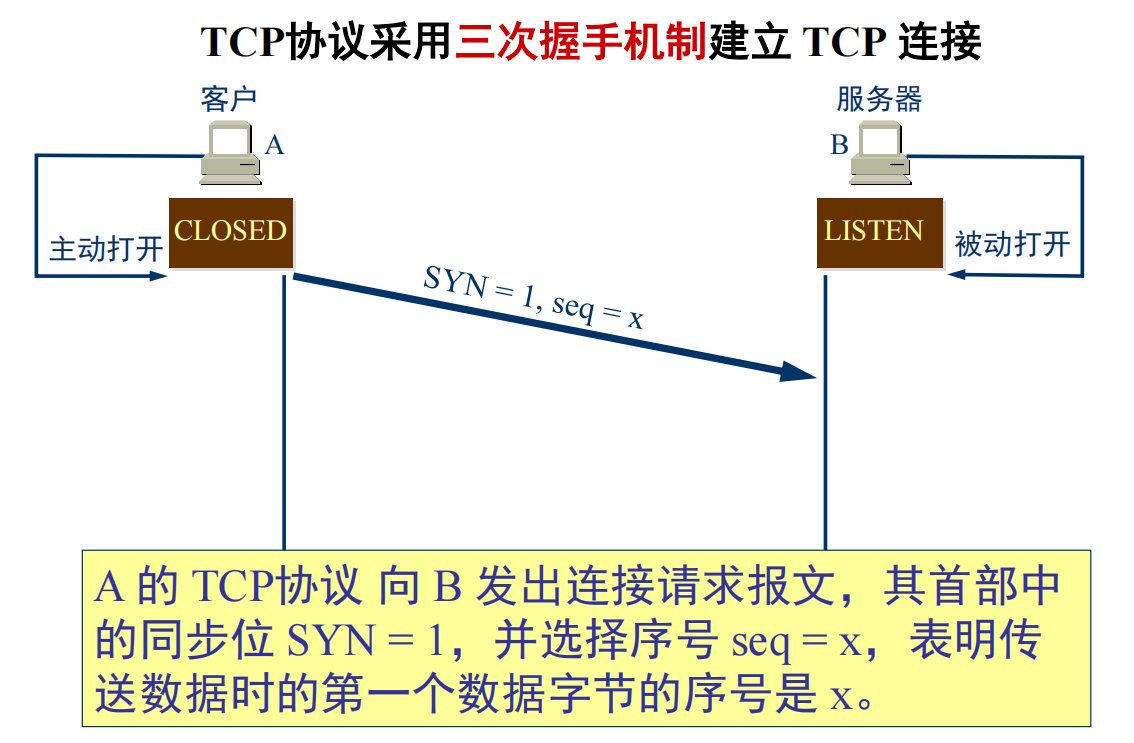 TCP协议采用三次握手机制建立 TCP 连接
客户
服务器
A
B
CLOSED
LISTEN
主动打开
被动打开
SYN = 1, seq = x
A 的 TCP协议 向 B 发出连接请求报文，其首部中
的同步位 SYN = 1，并选择序号 seq = x，表明传
送数据时的第一个数据字节的序号是 x。